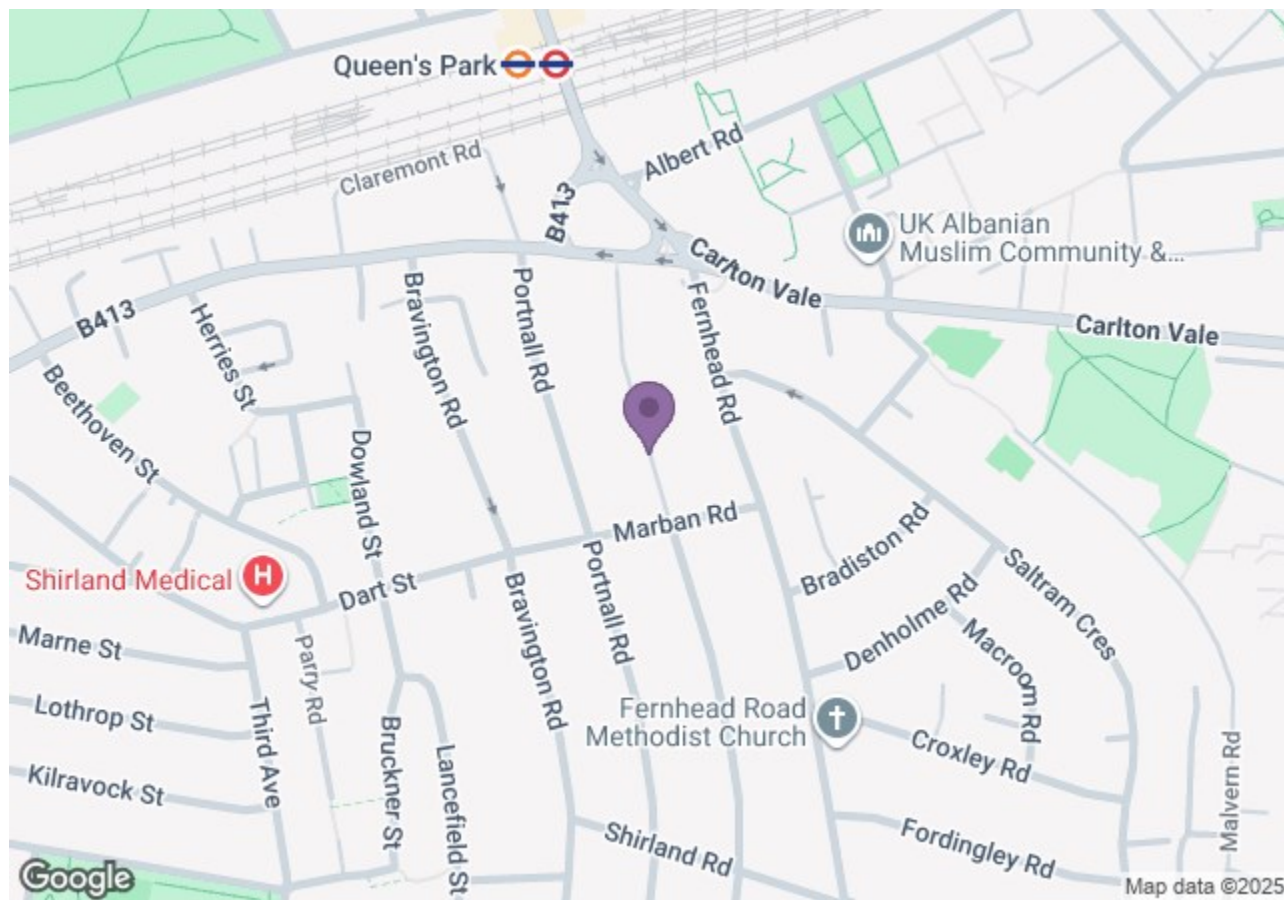 Queen's Park
Albert Rd
Claremont Rd
B413
UK Albanian
Muslim Community &...
Carlton Vale
B413
Herries St
Bravington Rd
Portnall Rd
Fernhead Rd
Carlton Vale
Beethoven St
Dowland St
Marban Rd
Bradiston Rd
Saltram Cres
Shirland Medical
H
Dart St
Portnall Rd
Bravington Rd
Denholme Rd
Macroom Rd
Marne St
Parry Rd
Lothrop St
Third Ave
Fernhead Road
Methodist Church
Croxley Rd
Bruckner St
Lancefield St
Kilravock St
Malvern Rd
Shirland Rd
Fordingley Rd
Google
Map data ©2025